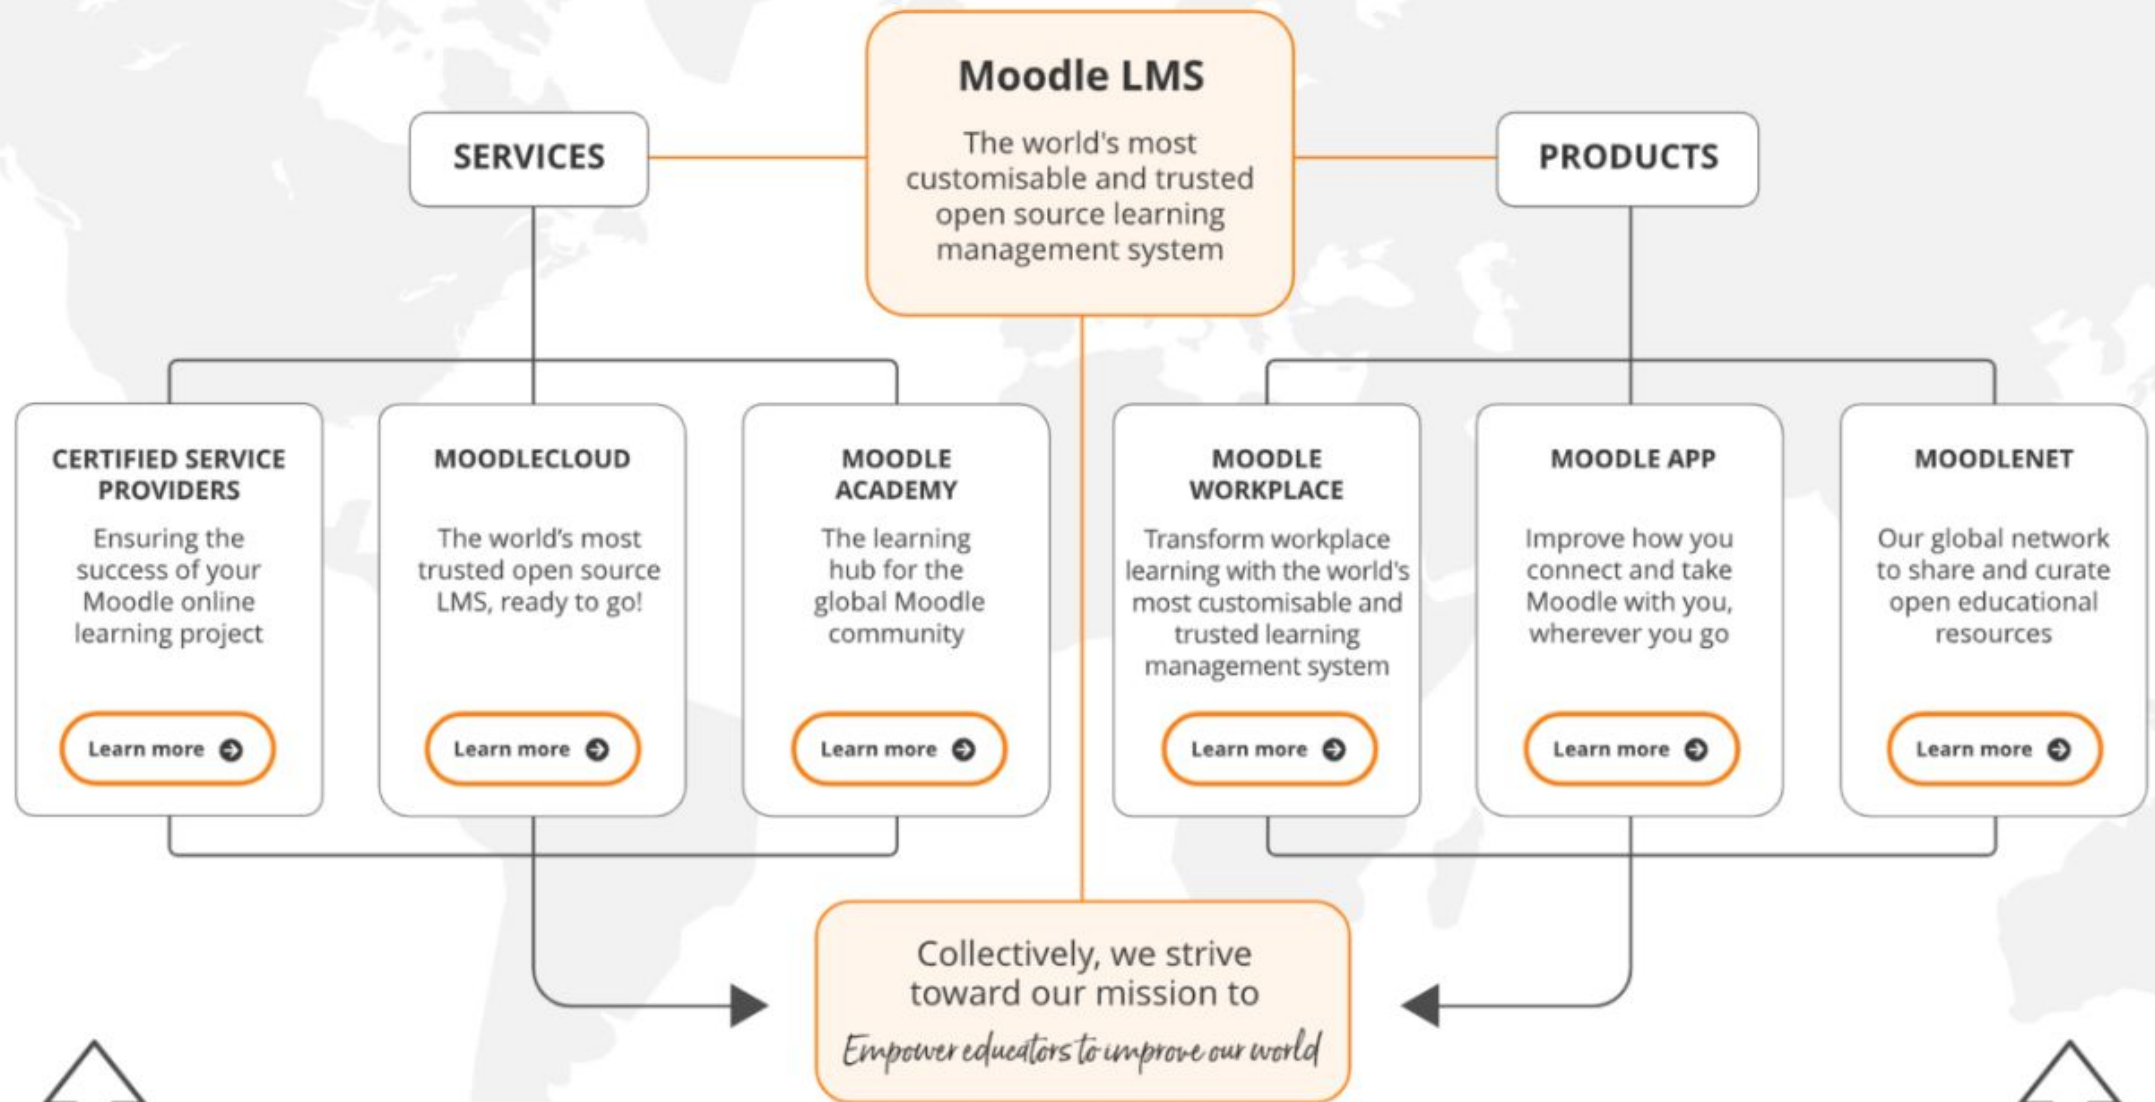 Moodle LMS
The world's most
customisable and trusted
open source learning
management system
SERVICES
PRODUCTS
CERTIFIED SERVICE
PROVIDERS
Ensuring the
success of your
Moodle online
learning project
Learn more
MOODLECLOUD
The world's most
trusted open source
LMS, ready to go!
Learn more
MOODLE
ACADEMY
The learning
hub for the
global Moodle
community
Learn more
MOODLE
WORKPLACE
Transform workplace
learning with the world's
most customisable and
trusted learning
management system
Learn more
MOODLE APP
Improve how you
connect and take
Moodle with you,
wherever you go
Learn more
MOODLENET
Our global network
to share and curate
open educational
resources
Learn more
Collectively, we strive
toward our mission to
Empower educators to improve our world